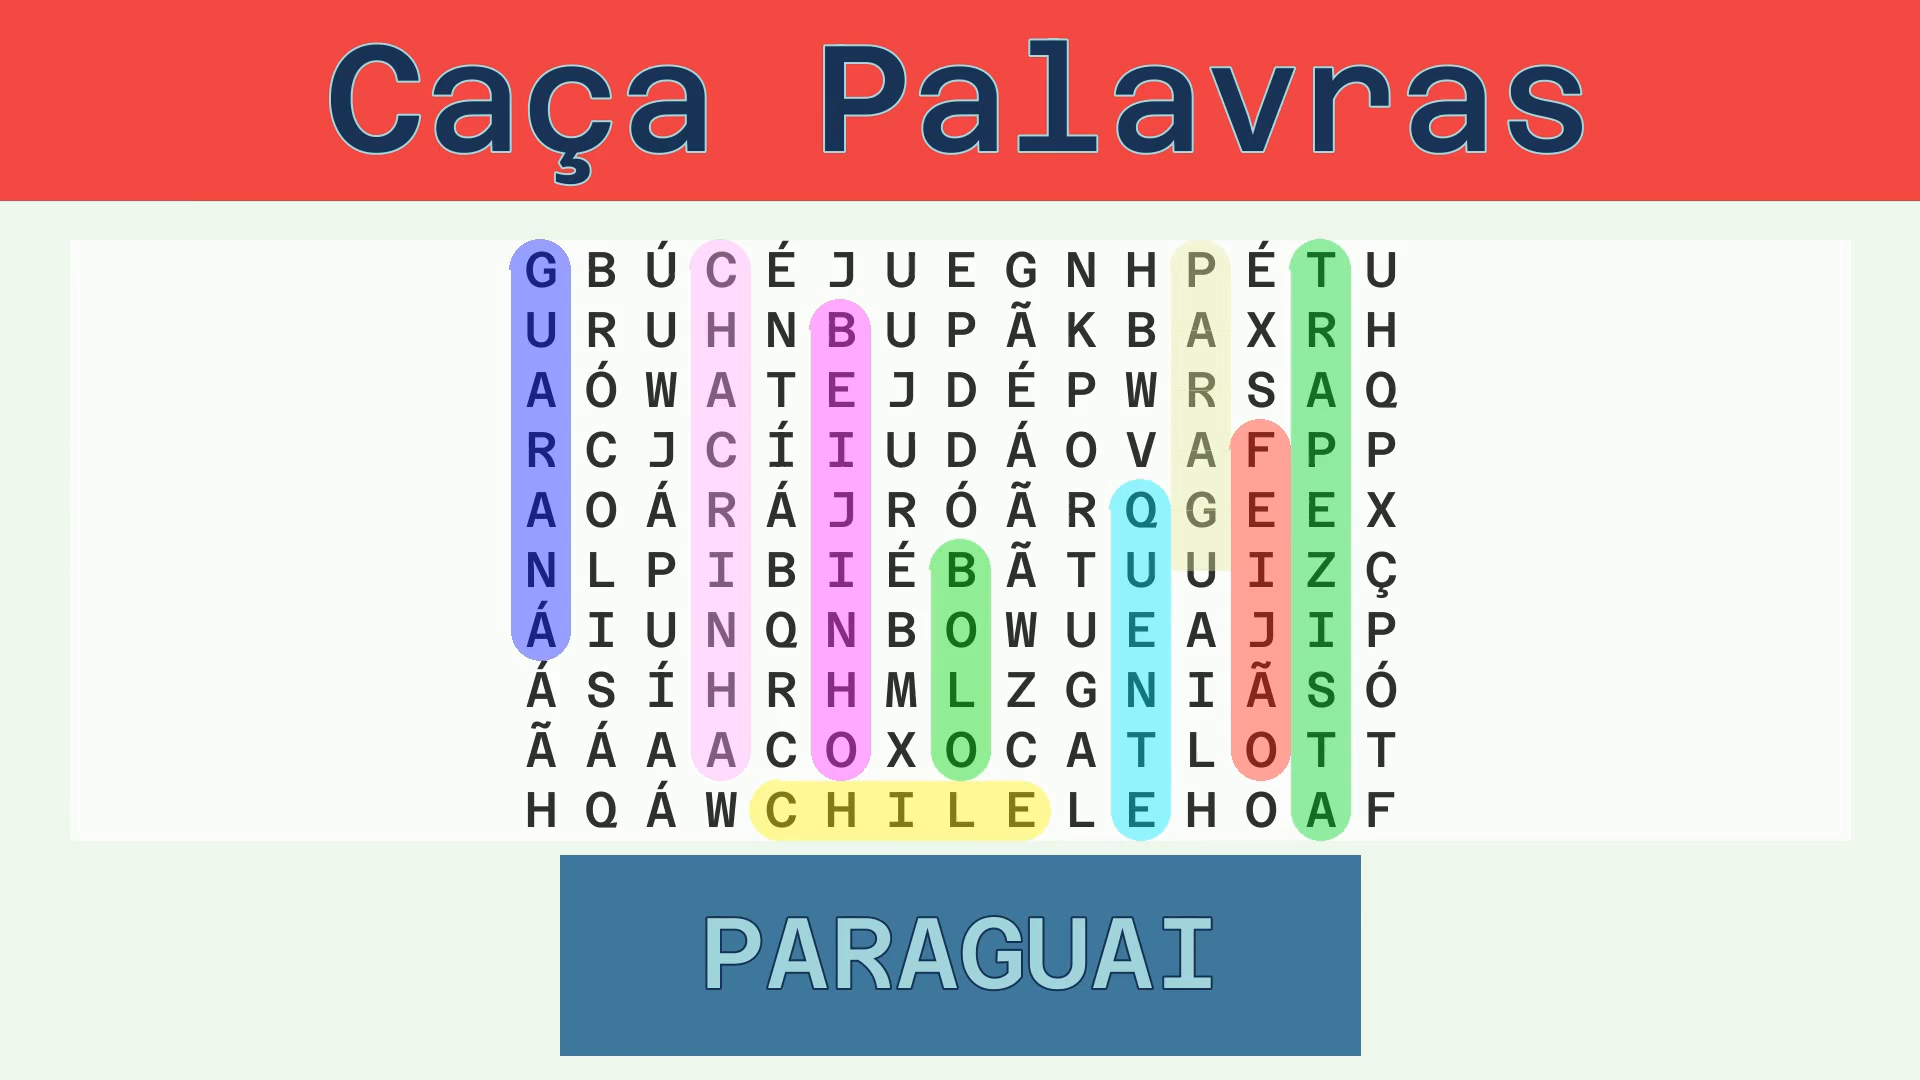 Caça Palavras
G B Ú C É J U E G N H P É T U
U R U H N B U P Ã K B A X R H
A Ó W A T E J D É P W R S A Q
R C J C Í I U D Á O V A F P P
A O Á R Á J R Ó Ã R Q G E E X
N L P I B I É B Ã T U U I Z Ç
Á I U N Q N B O W U E A J I P
Á S Í H R H M L Z G N I Ã S Ó
Ã Á A A C O X O C A T L O T T
H Q Á W C H I L E L E H O A F
PARAGUAI